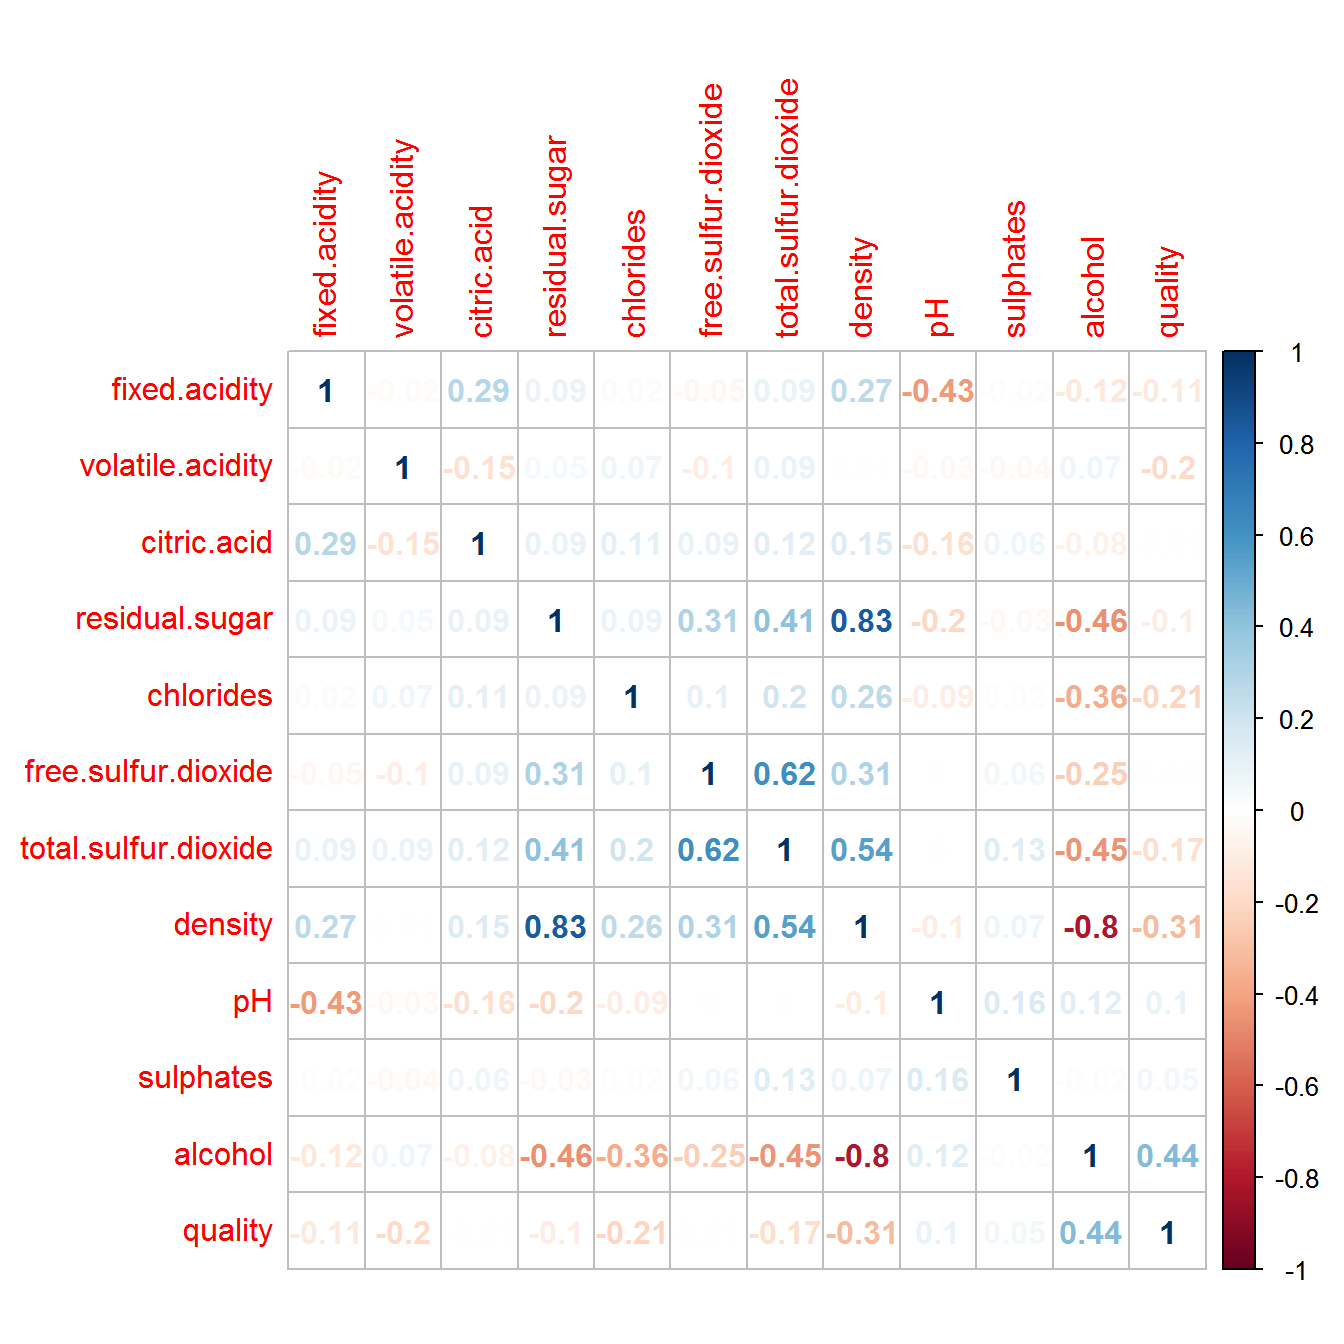 fixed.acidity volatile.acidity citric.acid residual.sugar chlorides free.sulfur.dioxide total.sulfur.dioxide density pH sulphates alcohol quality
fixed.acidity 1 -0.02 0.29 0.09 0.02 -0.05 0.09 0.27 -0.43 -0.02 -0.12 -0.11
volatile.acidity -0.02 1 -0.15 0.05 0.07 -0.1 0.09 -0.03 -0.04 0.07 -0.2
citric.acid 0.29 -0.15 1 0.09 0.11 0.09 0.12 0.15 -0.16 0.06 -0.08
residual.sugar 0.09 0.05 0.09 1 0.09 0.31 0.41 0.83 -0.2 -0.03 -0.46 -0.1
chlorides 0.02 0.07 0.11 0.09 1 0.1 0.2 0.26 -0.09 0.02 -0.36 -0.21
free.sulfur.dioxide -0.05 -0.1 0.09 0.31 0.1 1 0.62 0.31 0.06 -0.25
total.sulfur.dioxide 0.09 0.09 0.12 0.41 0.2 0.62 1 0.54 0.13 -0.45 -0.17
density 0.27 0.15 0.83 0.26 0.31 0.54 1 -0.1 0.07 -0.8 -0.31
pH -0.43 -0.03 -0.16 -0.2 -0.09 -0.1 1 0.16 0.12 0.1
sulphates -0.02 -0.04 0.06 -0.03 0.02 0.06 0.13 0.07 0.16 1 -0.02 0.05
alcohol -0.12 0.07 -0.08 -0.46 -0.36 -0.25 -0.45 -0.8 0.12 -0.02 1 0.44
quality -0.11 -0.2 -0.1 -0.21 -0.17 -0.31 0.1 0.05 0.44 1
1
0.8
0.6
0.4
0.2
0
-0.2
-0.4
-0.6
-0.8
-1